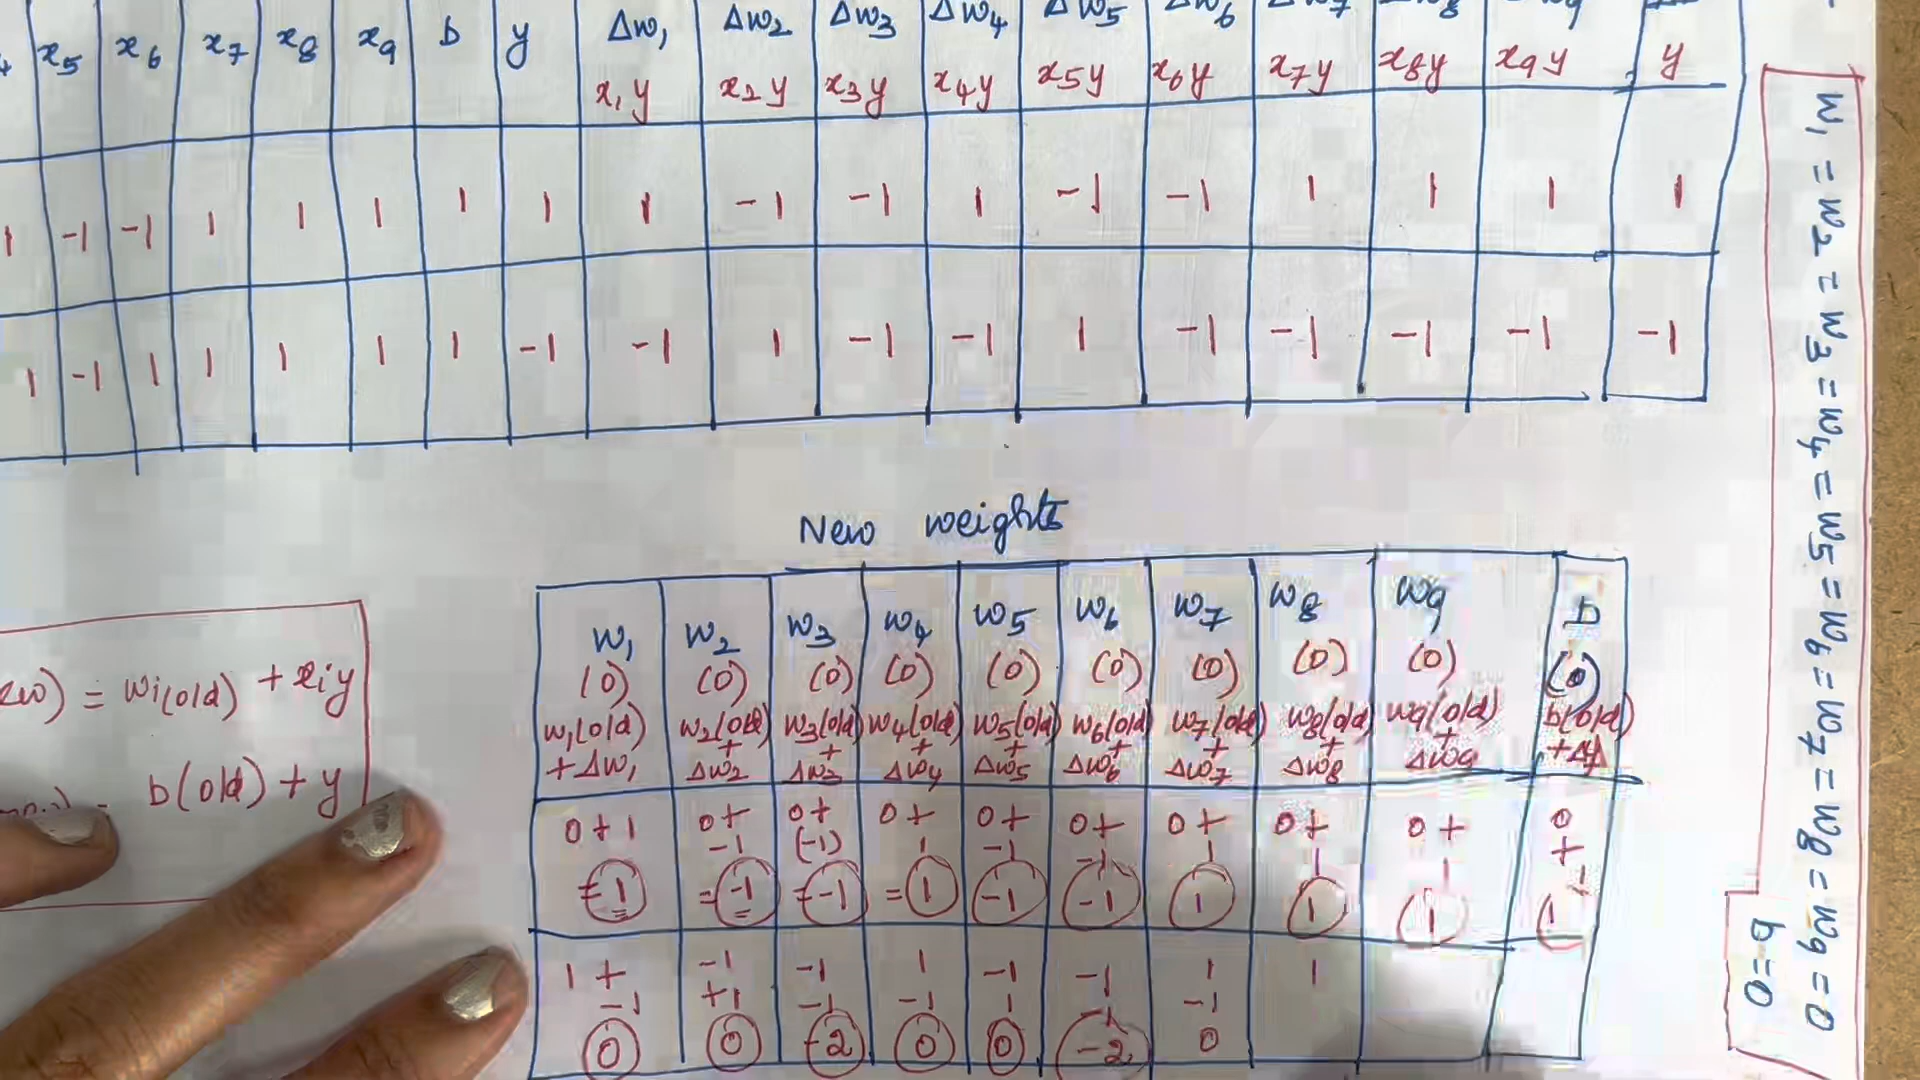 x5 x6 x7 x8 x9 b y Δw1 Δw2 Δw3 Δw4 Δw5 Δw6
x1y x2y x3y x4y x5y x6y x7y x8y x9y y
1 -1 -1 1 1 1 1 1 1 -1 -1 1 -1 -1 1 1 1 1
1 -1 1 1 1 1 1 -1 -1 1 -1 -1 1 -1 -1 -1 -1 -1
New weights
w1 w2 w3 w4 w5 w6 w7 w8 w9 b
(0) (0) (0) (0) (0) (0) (0) (0) (0) (0)
w1(old) w2(old) w3(old) w4(old) w5(old) w6(old) w7(old) w8(old) w9(old) b(old)
+ Δw1 + Δw2 + Δw3 + Δw4 + Δw5 + Δw6 + Δw7 + Δw8 + Δw9 + Δy
0+1 0+ 0+ 0+ 0+ 0+ 0+ 0+ 0+ 0+
-1 (-1) 1 -1 -1 1 1 1 1
=1 =-1 =-1 =1 -1 -1 1 1 1 1
1+ -1 -1 1 -1 -1 1 1
-1 +1 -1 -1 1 -1 -1
0 0 -2 0 0 -2 0
= wi(old) + xiy
b(old) + y
w1 = w2 = w3 = w4 = w5 = w6 = w7 = w8 = w9 = 0
b=0